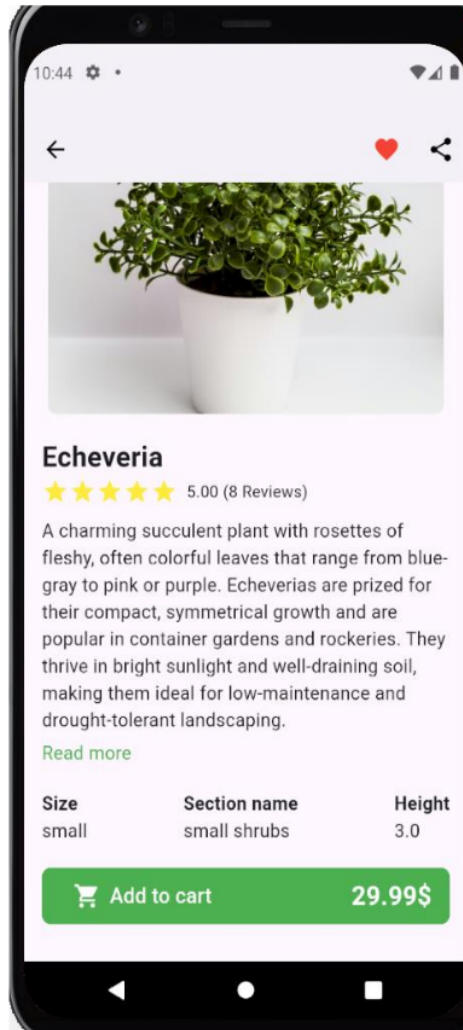 10:44
Echeveria
5.00 (8 Reviews)
A charming succulent plant with rosettes of
fleshy, often colorful leaves that range from blue-
gray to pink or purple. Echeverias are prized for
their compact, symmetrical growth and are
popular in container gardens and rockeries. They
thrive in bright sunlight and well-draining soil,
making them ideal for low-maintenance and
drought-tolerant landscaping.
Read more
Size Section name Height
small small shrubs 3.0
Add to cart 29.99$